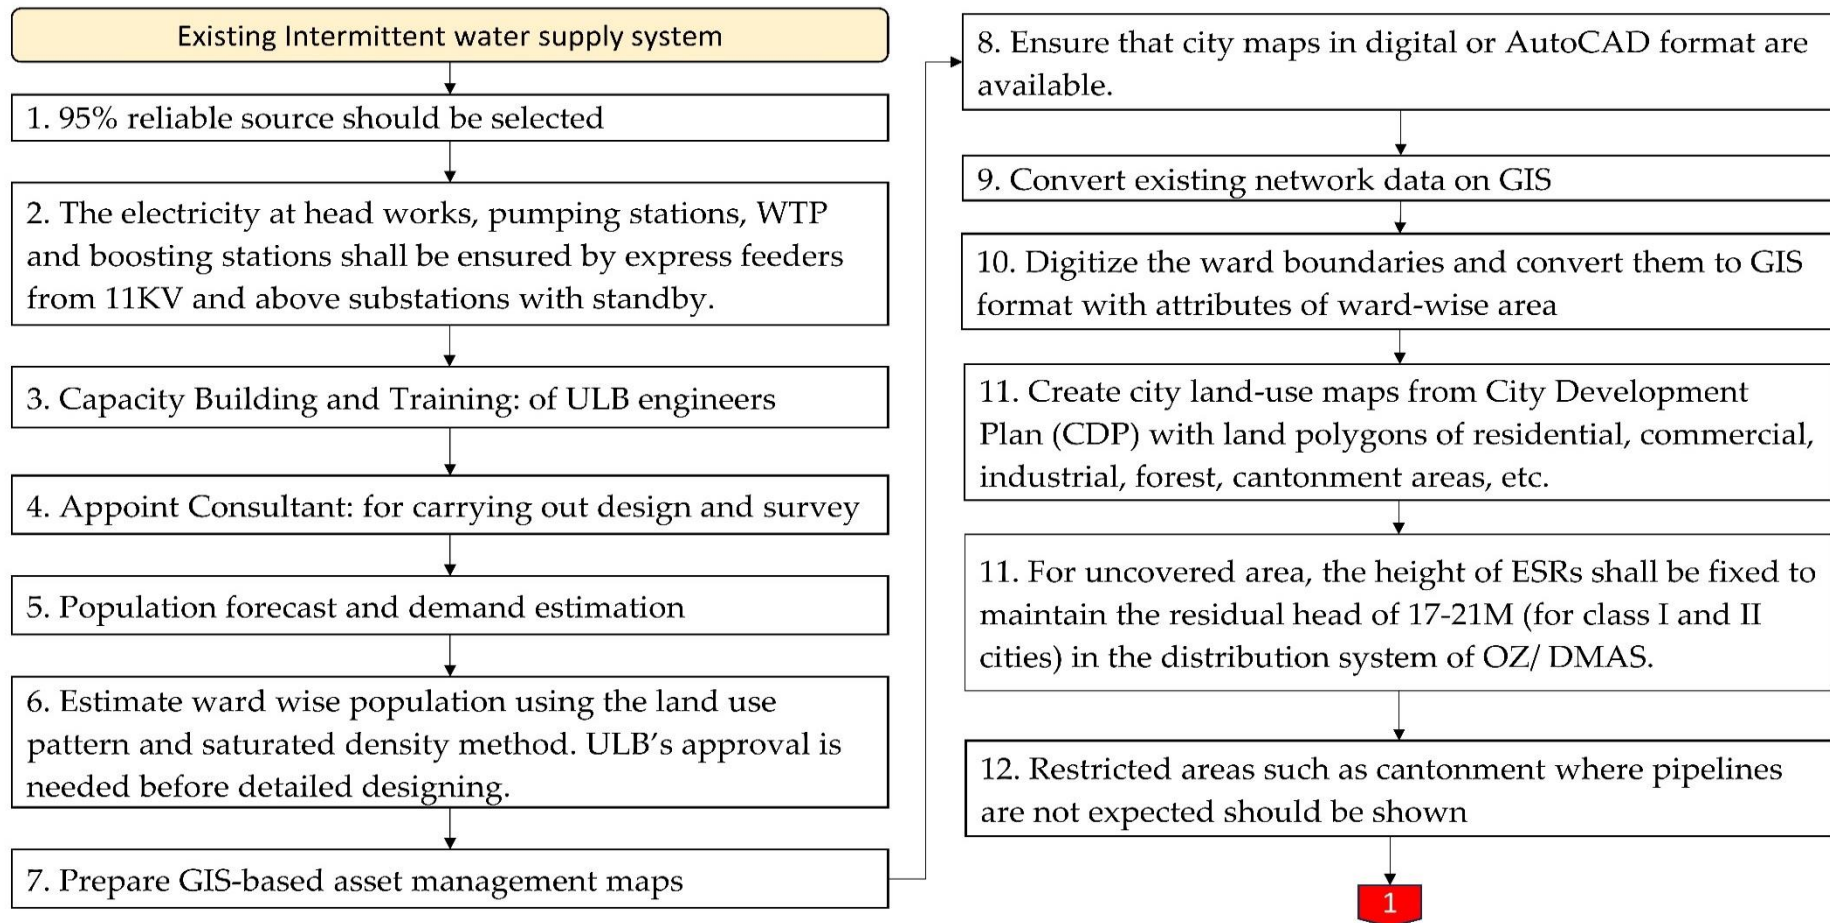 Existing Intermittent water supply system
1. 95% reliable source should be selected
2. The electricity at head works, pumping stations, WTP
and boosting stations shall be ensured by express feeders
from 11KV and above substations with standby.
3. Capacity Building and Training: of ULB engineers
4. Appoint Consultant: for carrying out design and survey
5. Population forecast and demand estimation
6. Estimate ward wise population using the land use
pattern and saturated density method. ULB’s approval is
needed before detailed designing.
7. Prepare GIS-based asset management maps
8. Ensure that city maps in digital or AutoCAD format are
available.
9. Convert existing network data on GIS
10. Digitize the ward boundaries and convert them to GIS
format with attributes of ward-wise area
11. Create city land-use maps from City Development
Plan (CDP) with land polygons of residential, commercial,
industrial, forest, cantonment areas, etc.
11. For uncovered area, the height of ESRs shall be fixed to
maintain the residual head of 17-21M (for class I and II
cities) in the distribution system of OZ/ DMAS.
12. Restricted areas such as cantonment where pipelines
are not expected should be shown
1